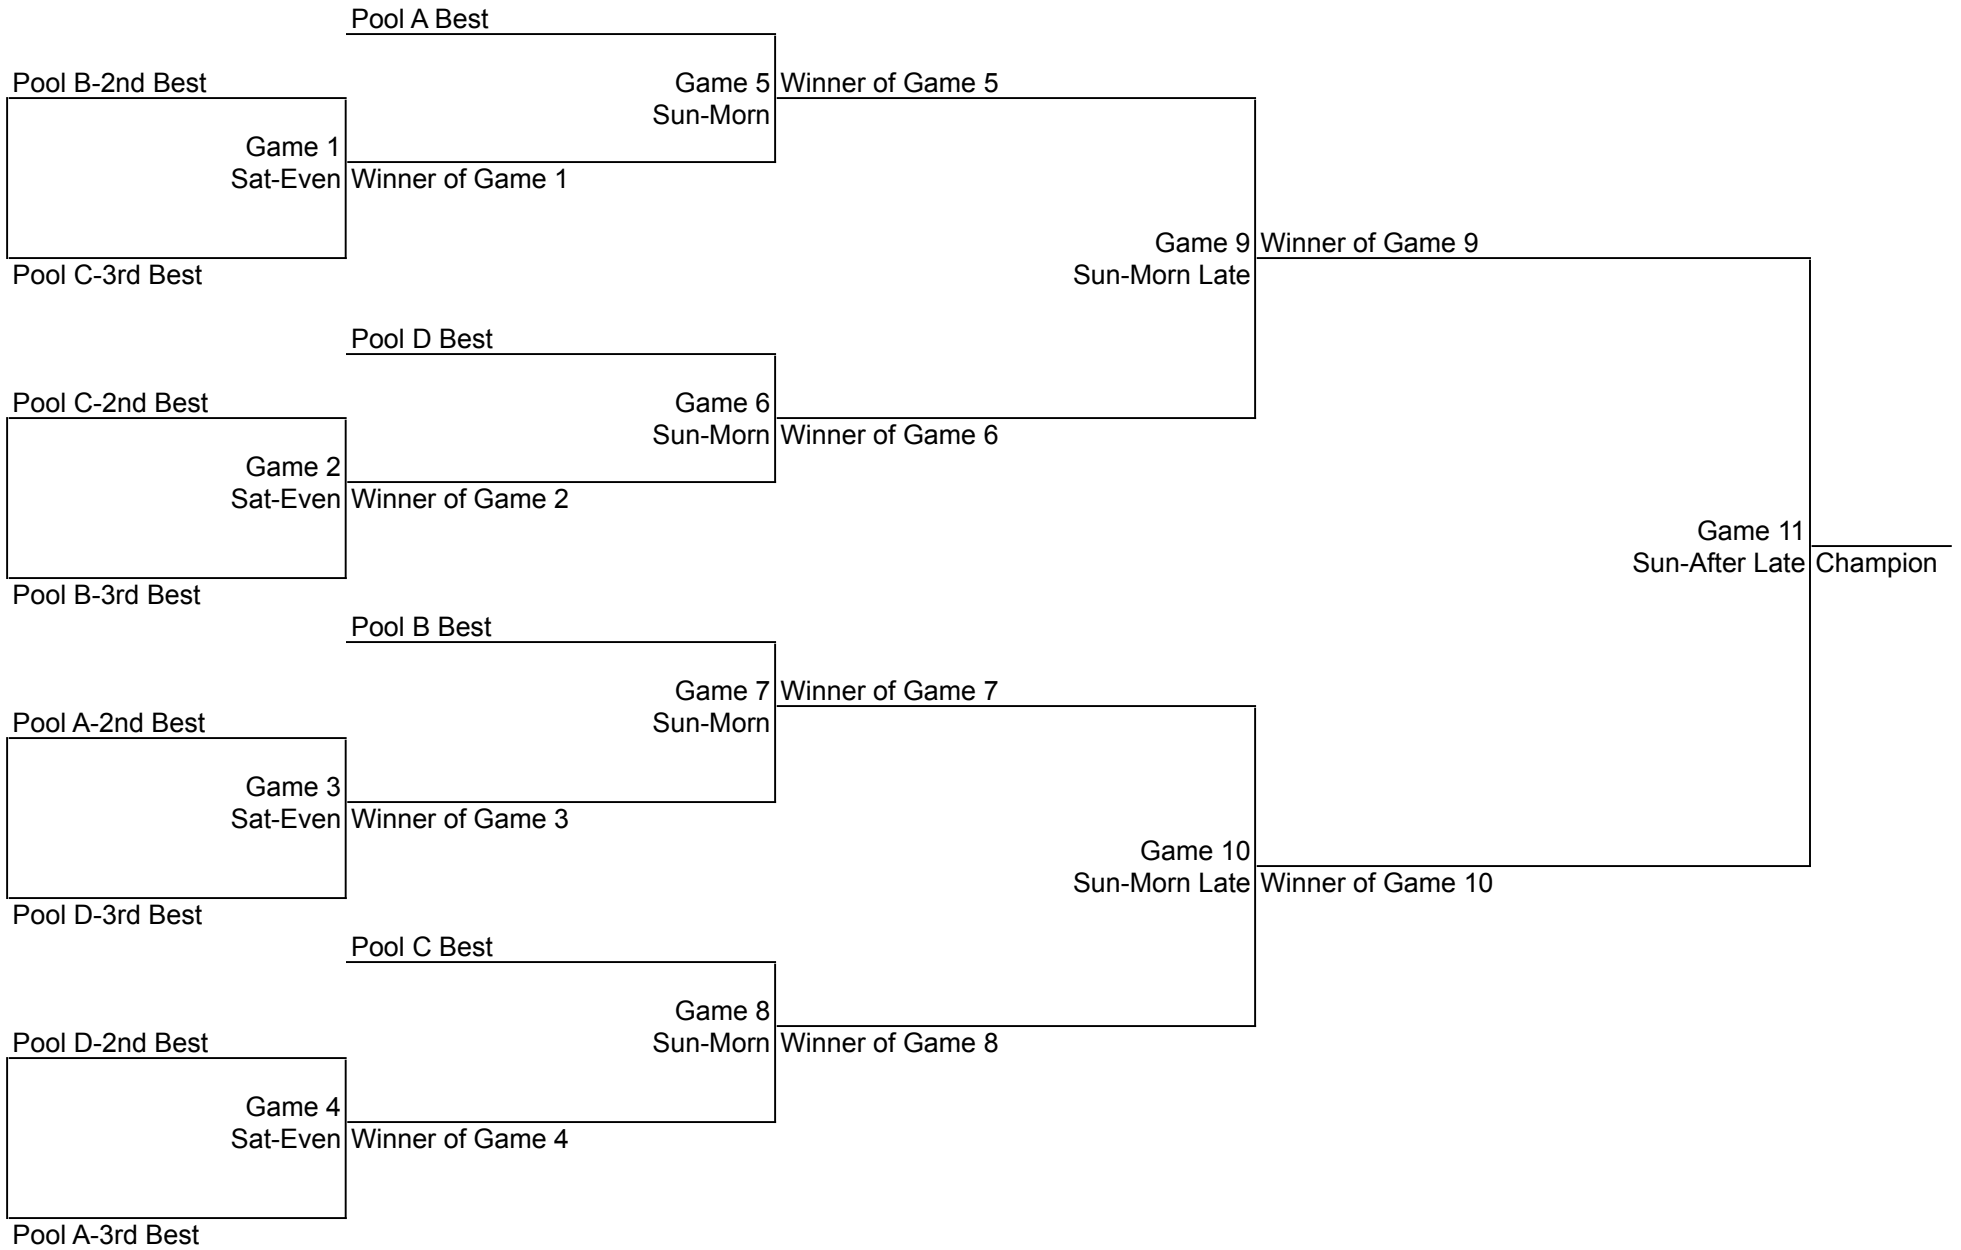 Pool A Best
Pool B-2nd Best
Game 5
Winner of Game 5
Sun-Morn
Game 1
Sat-Even
Winner of Game 1
Game 9
Winner of Game 9
Pool C-3rd Best
Sun-Morn Late
Pool D Best
Pool C-2nd Best
Game 6
Sun-Morn
Winner of Game 6
Game 2
Sat-Even
Winner of Game 2
Game 11
Sun-After Late
Champion
Pool B-3rd Best
Pool B Best
Game 7
Winner of Game 7
Pool A-2nd Best
Sun-Morn
Game 3
Sat-Even
Winner of Game 3
Game 10
Sun-Morn Late
Winner of Game 10
Pool D-3rd Best
Pool C Best
Game 8
Pool D-2nd Best
Sun-Morn
Winner of Game 8
Game 4
Sat-Even
Winner of Game 4
Pool A-3rd Best